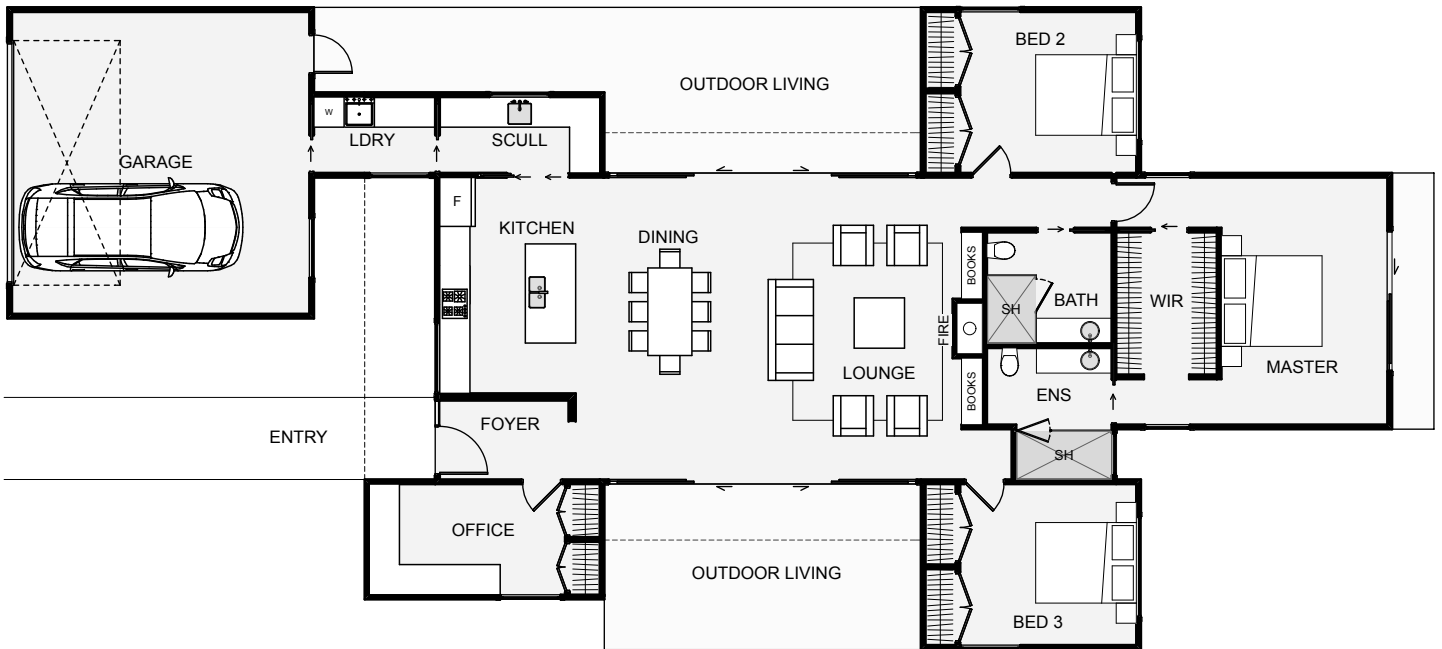 BED 2
OUTDOOR LIVING
W
LDRY
SCULL
GARAGE
F
KITCHEN
DINING
BOOKS
SH
BATH
WIR
FIRE
LOUNGE
MASTER
BOOKS
ENS
FOYER
ENTRY
SH
OFFICE
OUTDOOR LIVING
BED 3